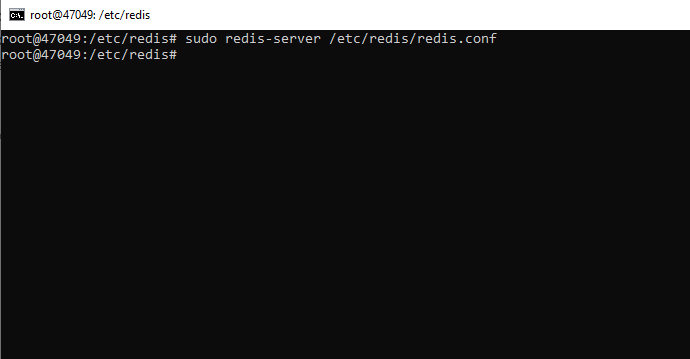 root@47049: /etc/redis
root@47049:/etc/redis# sudo redis-server /etc/redis/redis.conf
root@47049:/etc/redis#